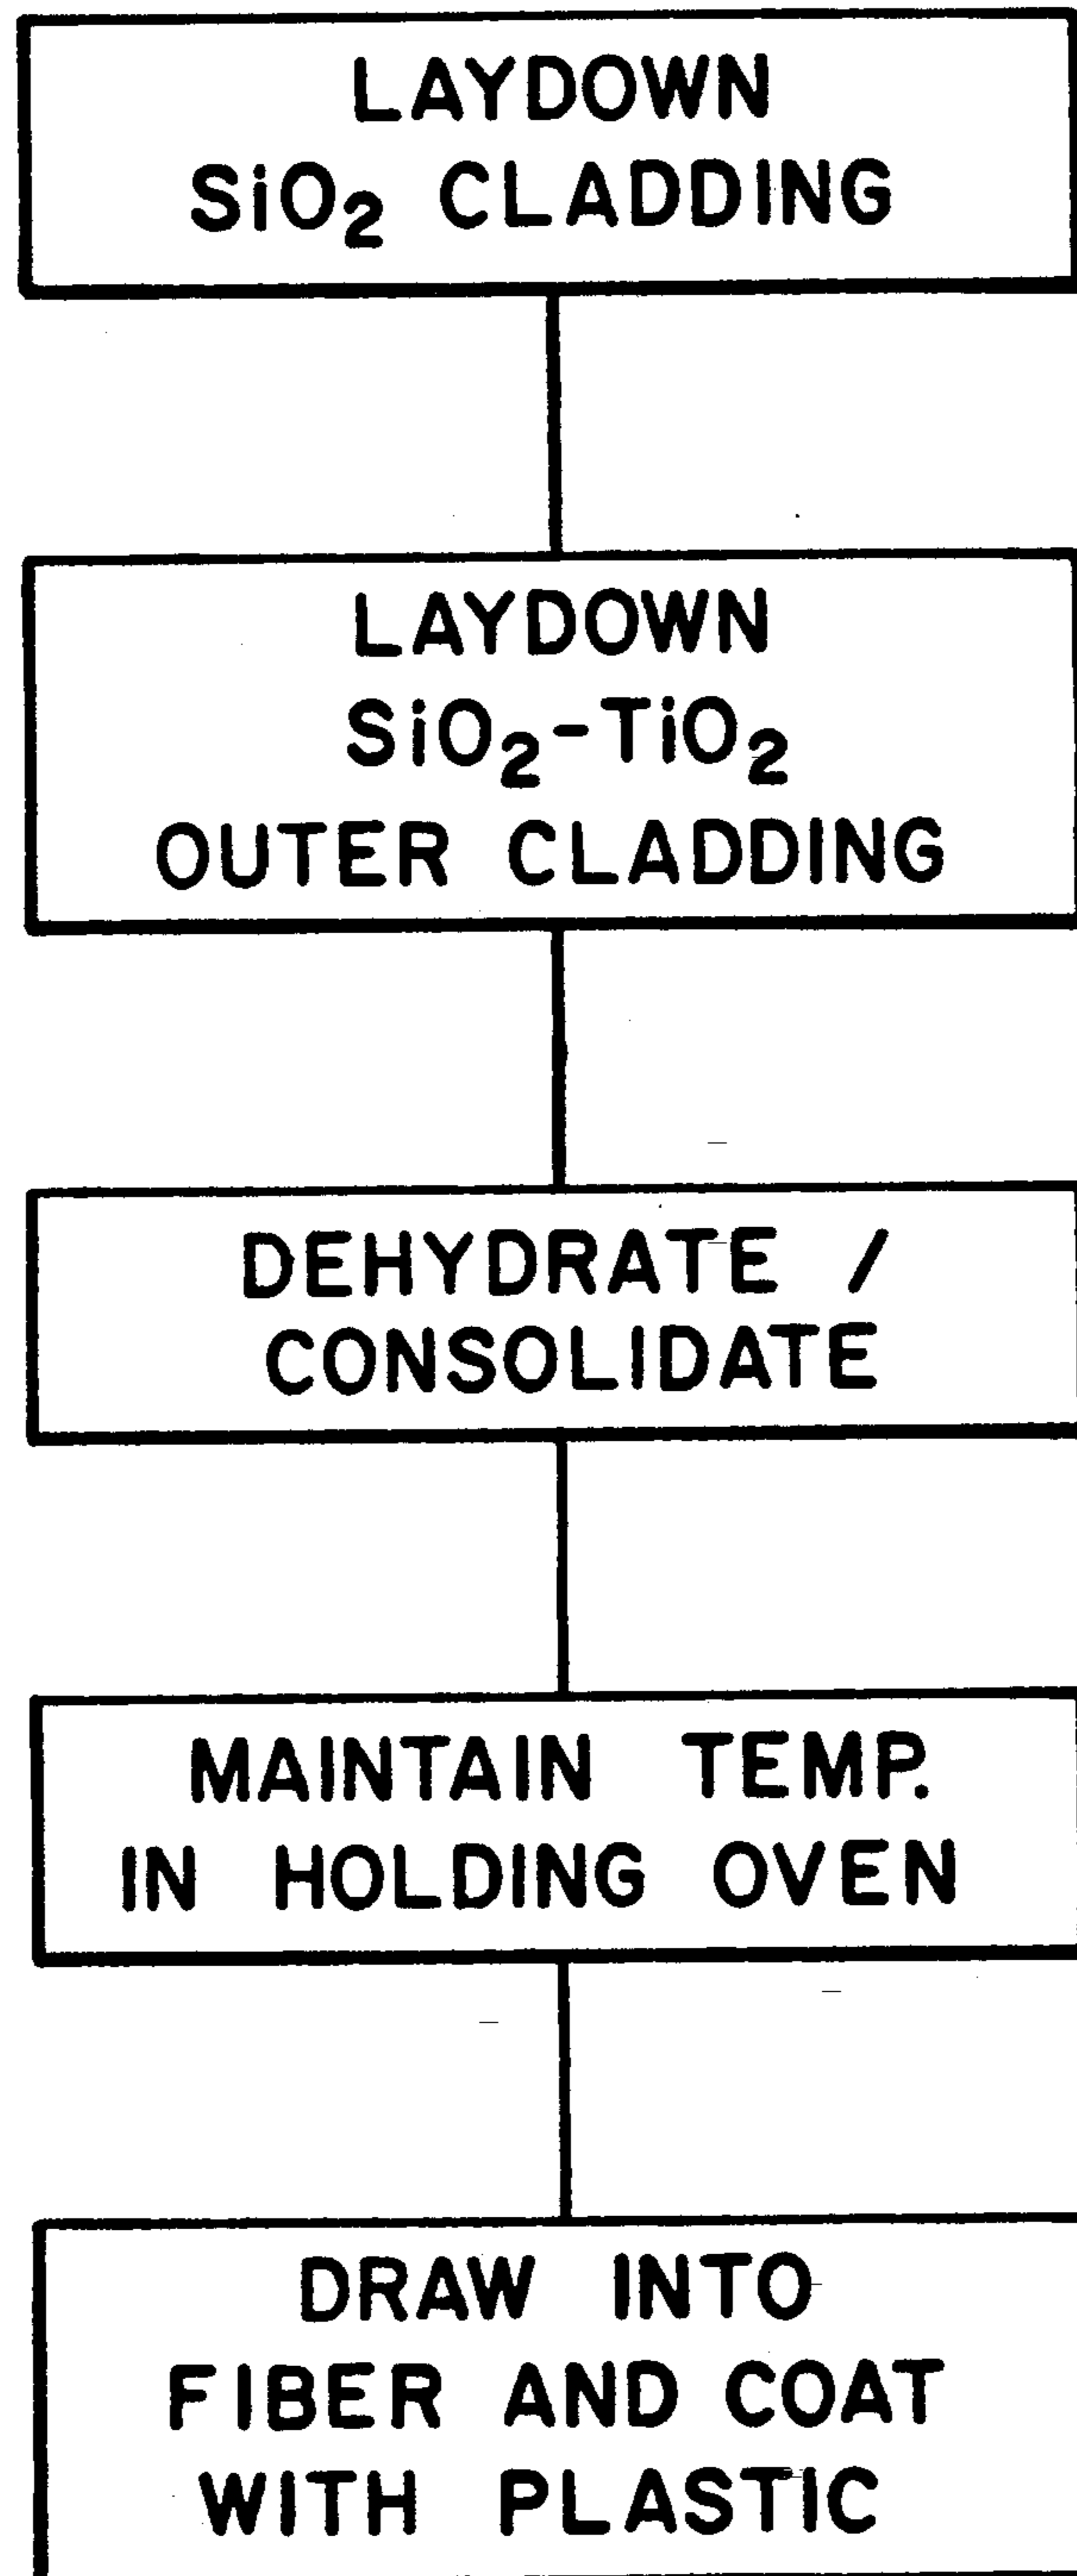 LAYDOWN
SiO₂ CLADDING
LAYDOWN
SiO₂-TiO₂
OUTER CLADDING
DEHYDRATE /
CONSOLIDATE
MAINTAIN TEMP.
IN HOLDING OVEN
DRAW INTO
FIBER AND COAT
WITH PLASTIC